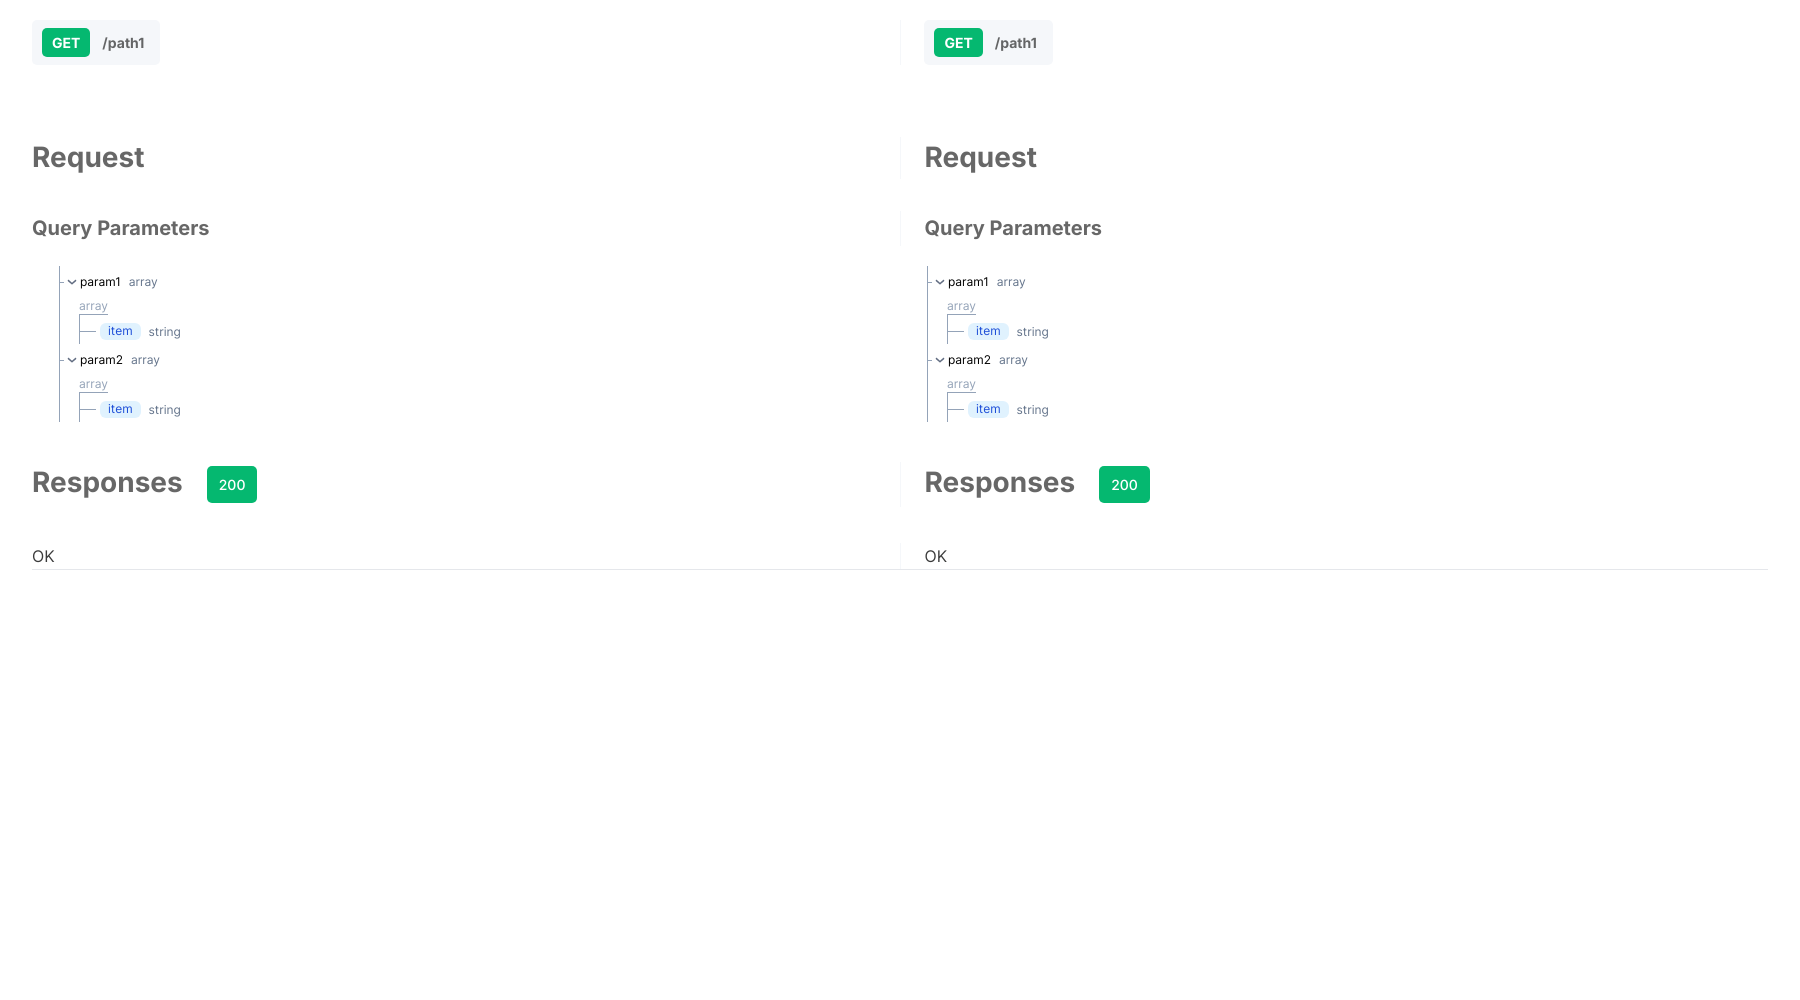 GET /path1
Request
Query Parameters
param1 array
array
item string
param2 array
array
item string
Responses 200
OK
GET /path1
Request
Query Parameters
param1 array
array
item string
param2 array
array
item string
Responses 200
OK